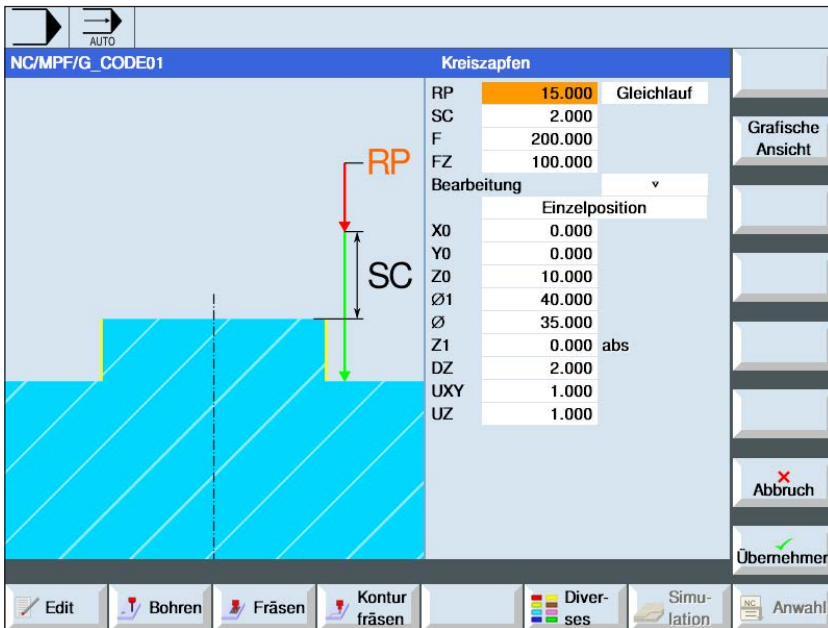 AUTO
NC/MPF/G_CODE01
Kreiszapfen
RP
SC
RP 15.000 Gleichlauf
SC 2.000
F 200.000
FZ 100.000
Bearbeitung ▿
Einzelposition
X0 0.000
Y0 0.000
Z0 10.000
Ø1 40.000
Ø 35.000
Z1 0.000 abs
DZ 2.000
UXY 1.000
UZ 1.000
Grafische
Ansicht
Abbruch
Übernehmen
Edit
Bohren
Fräsen
Kontur
fräsen
Diver-
ses
Simu-
lation
NC
Anwahl